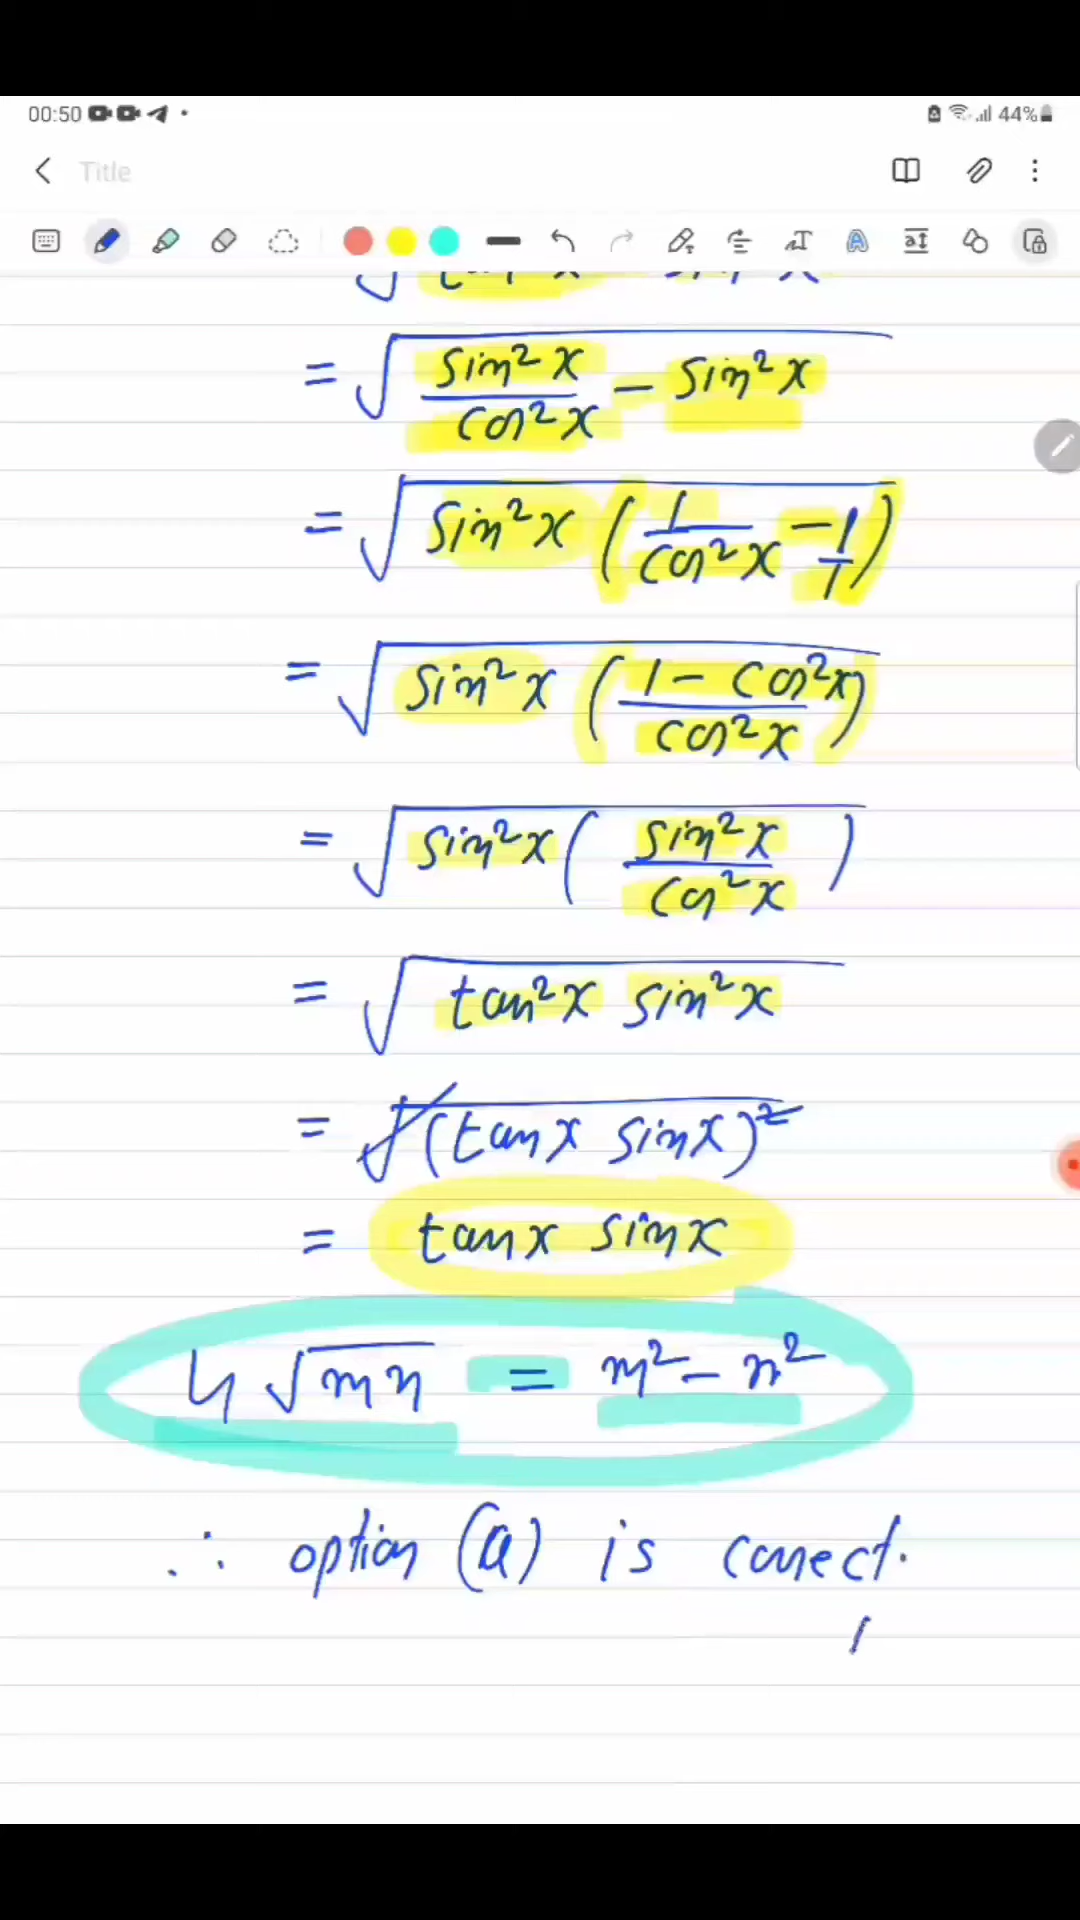 00:50 44%
Title
= √(sin²x/cos²x − sin²x)
= √(sin²x (1/cos²x − 1/1))
= √(sin²x ((1 − cos²x)/cos²x))
= √(sin²x (sin²x/cos²x))
= √(tan²x sin²x)
= √(tanx sinx)²
= tanx sinx
4 √mn = m² − n²
∴ option (a) is correct.